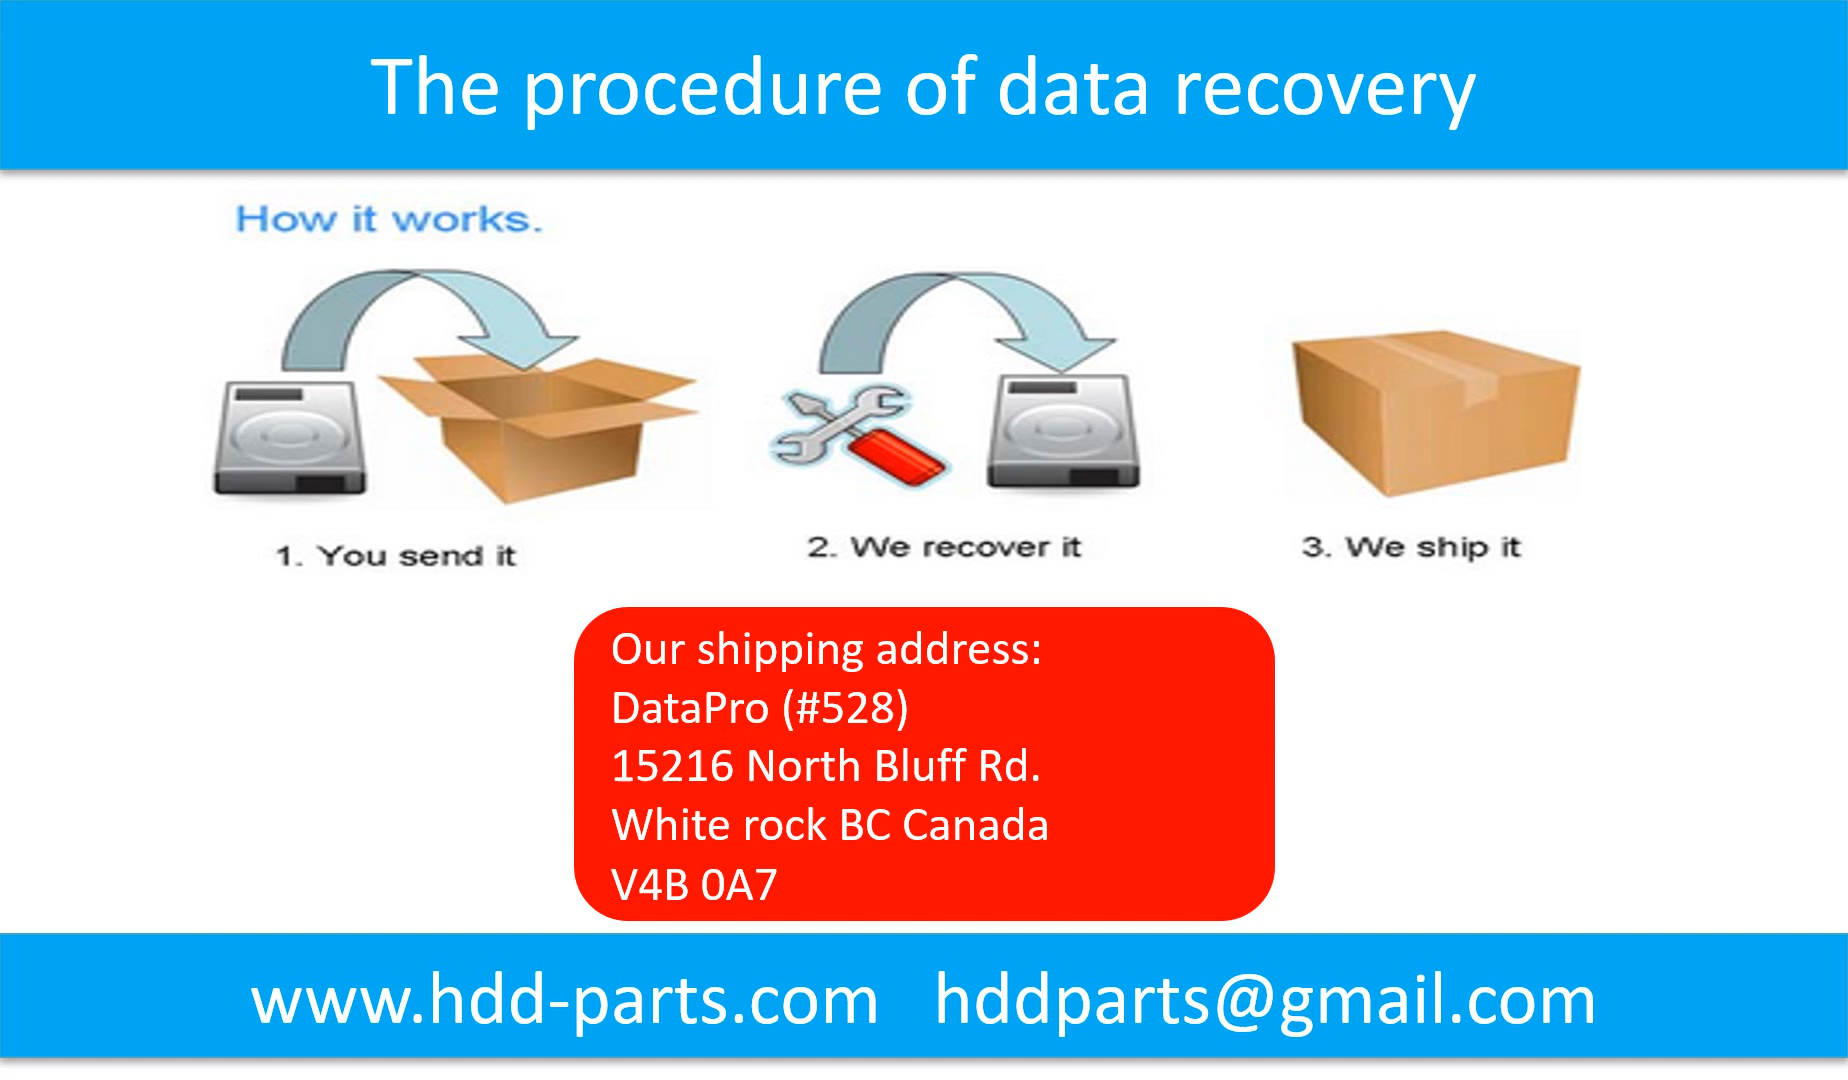 The procedure of data recovery
How it works.
1. You send it
2. We recover it
3. We ship it
Our shipping address:
DataPro (#528)
15216 North Bluff Rd.
White rock BC Canada
V4B 0A7
www.hdd-parts.com hddparts@gmail.com